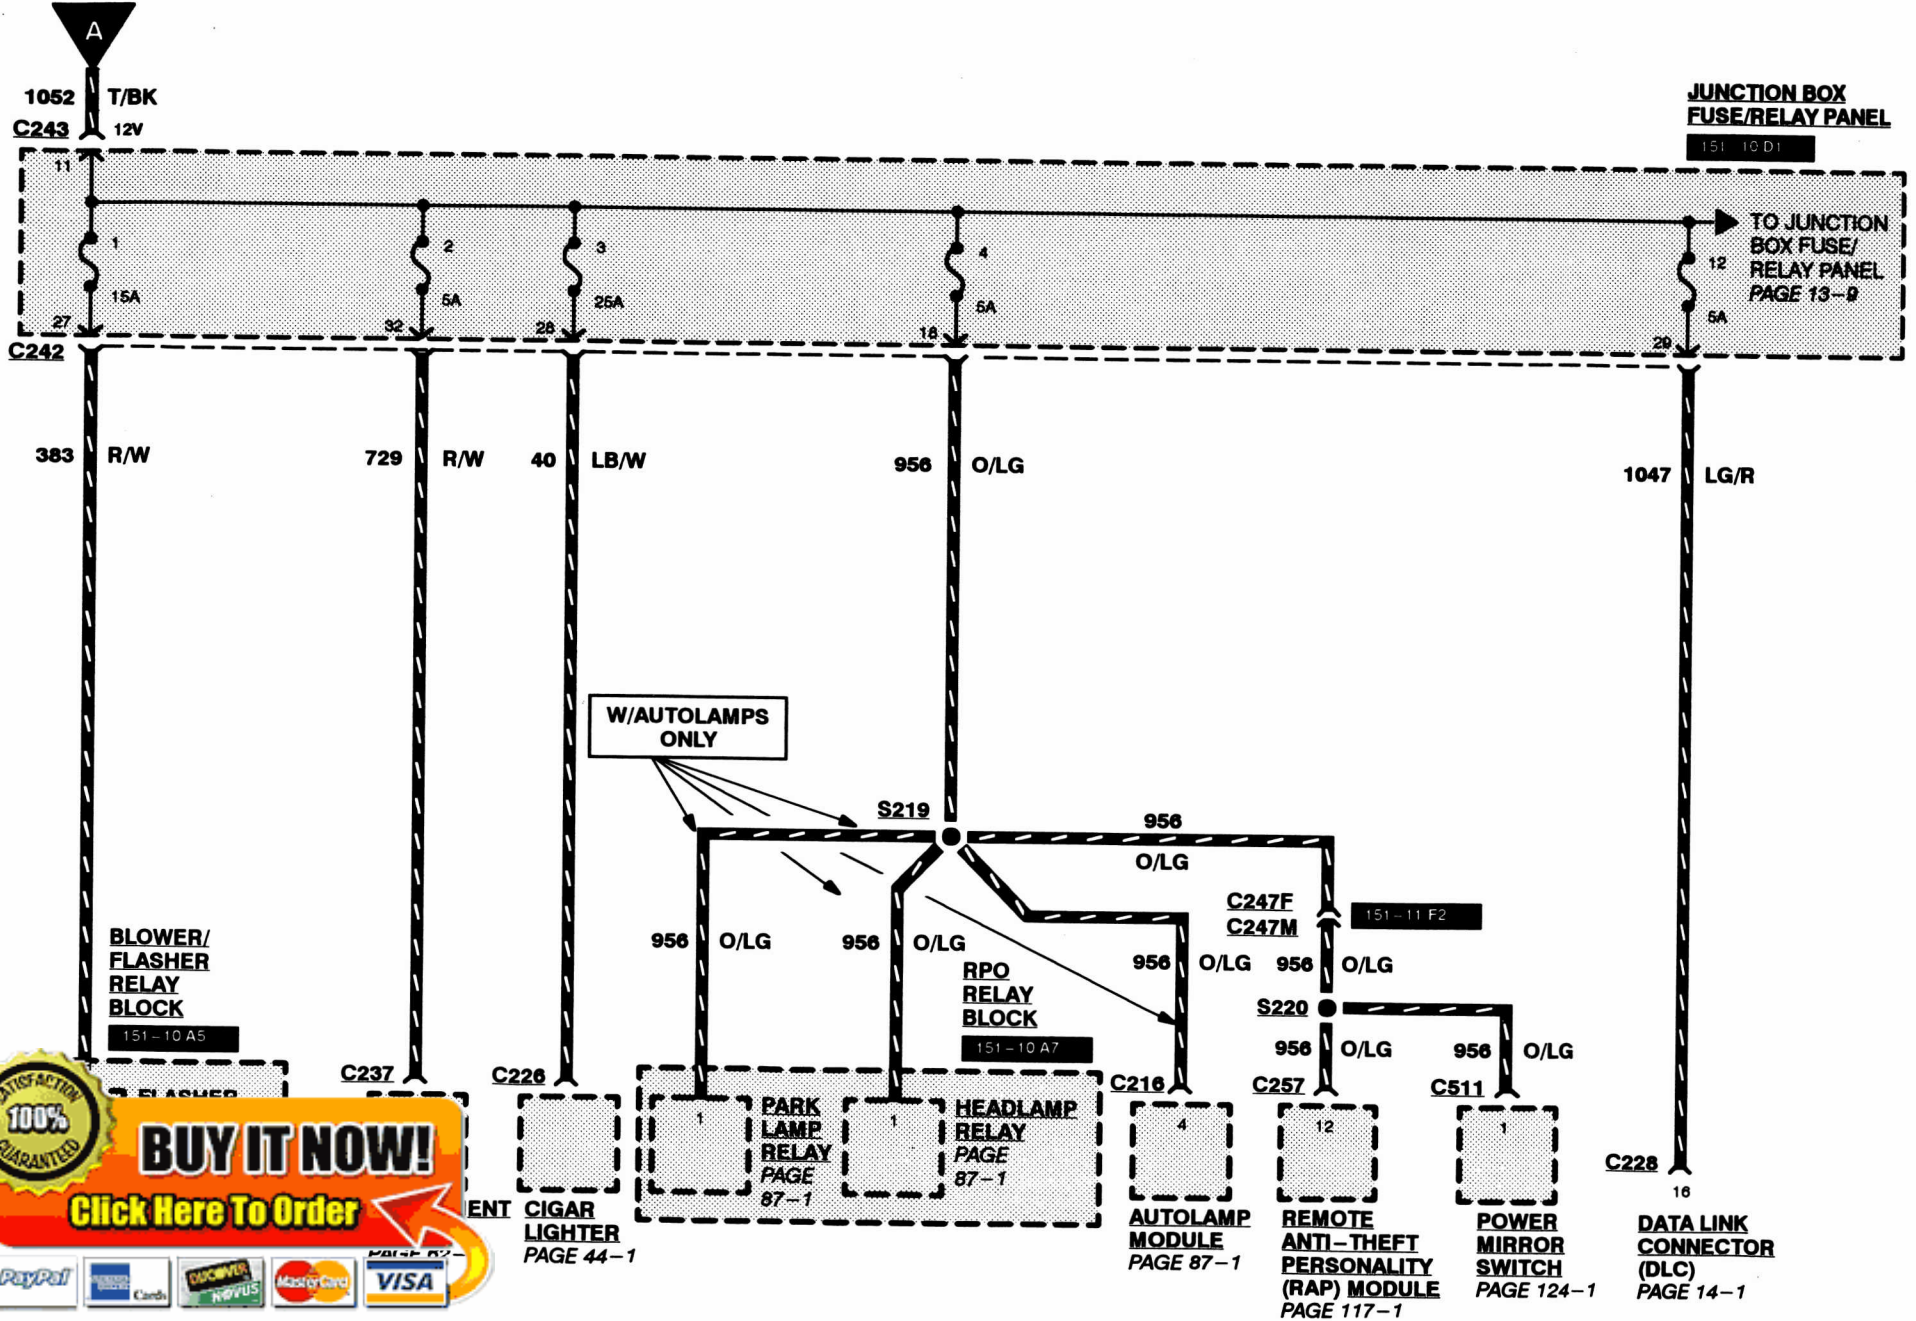 A
1052 T/BK
C243 12V
JUNCTION BOX
FUSE/RELAY PANEL
151 10 D1
11
1
15A
27
2
5A
32
3
25A
28
4
5A
18
12
5A
29
TO JUNCTION
BOX FUSE/
RELAY PANEL
PAGE 13-9
C242
383 R/W
729 R/W
40 LB/W
956 O/LG
1047 LG/R
W/AUTOLAMPS
ONLY
S219
956
O/LG
C247F
C247M
151-11 F2
956 O/LG
956 O/LG
956 O/LG
956 O/LG
S220
956 O/LG
956 O/LG
BLOWER/
FLASHER
RELAY
BLOCK
151-10 A5
RPO
RELAY
BLOCK
151-10 A7
FLASHER
C237
ENT
C226
CIGAR
LIGHTER
PAGE 44-1
1
PARK
LAMP
RELAY
PAGE
87-1
1
HEADLAMP
RELAY
PAGE
87-1
C216
4
AUTOLAMP
MODULE
PAGE 87-1
C257
12
REMOTE
ANTI-THEFT
PERSONALITY
(RAP) MODULE
PAGE 117-1
C511
1
POWER
MIRROR
SWITCH
PAGE 124-1
C228
16
DATA LINK
CONNECTOR
(DLC)
PAGE 14-1
SATISFACTION
100%
GUARANTEED
BUY IT NOW!
Click Here To Order
PayPal
AMERICAN EXPRESS
Cards
DISCOVER
NOVUS
MasterCard
VISA